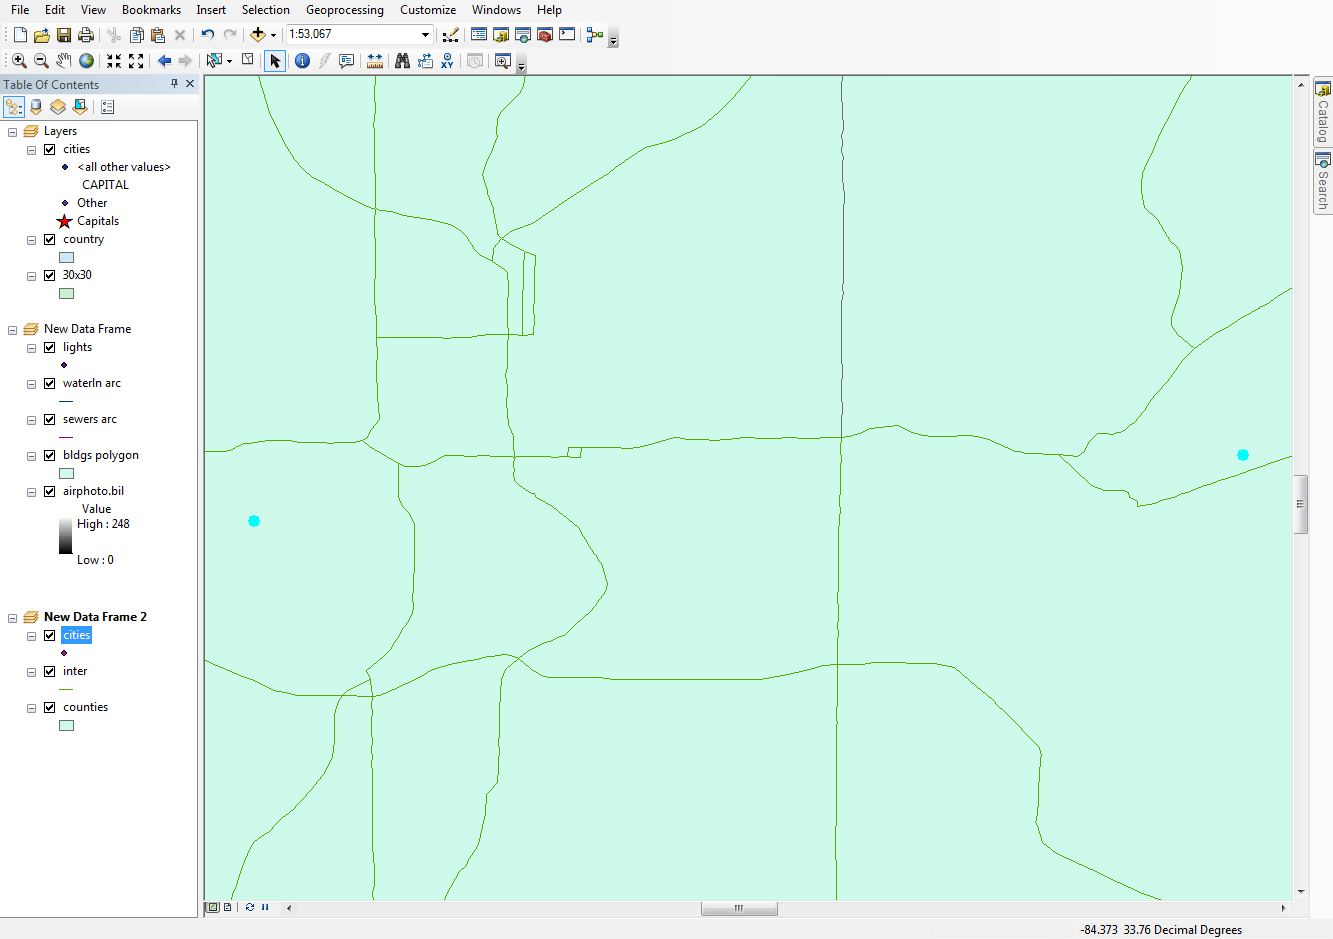 File Edit View Bookmarks Insert Selection Geoprocessing Customize Windows Help
1:53,067
XY
Table Of Contents
Layers
cities
<all other values>
CAPITAL
Other
Capitals
country
30x30
New Data Frame
lights
waterln arc
sewers arc
bldgs polygon
airphoto.bil
Value
High : 248
Low : 0
New Data Frame 2
cities
inter
counties
Catalog
Search
-84.373 33.76 Decimal Degrees